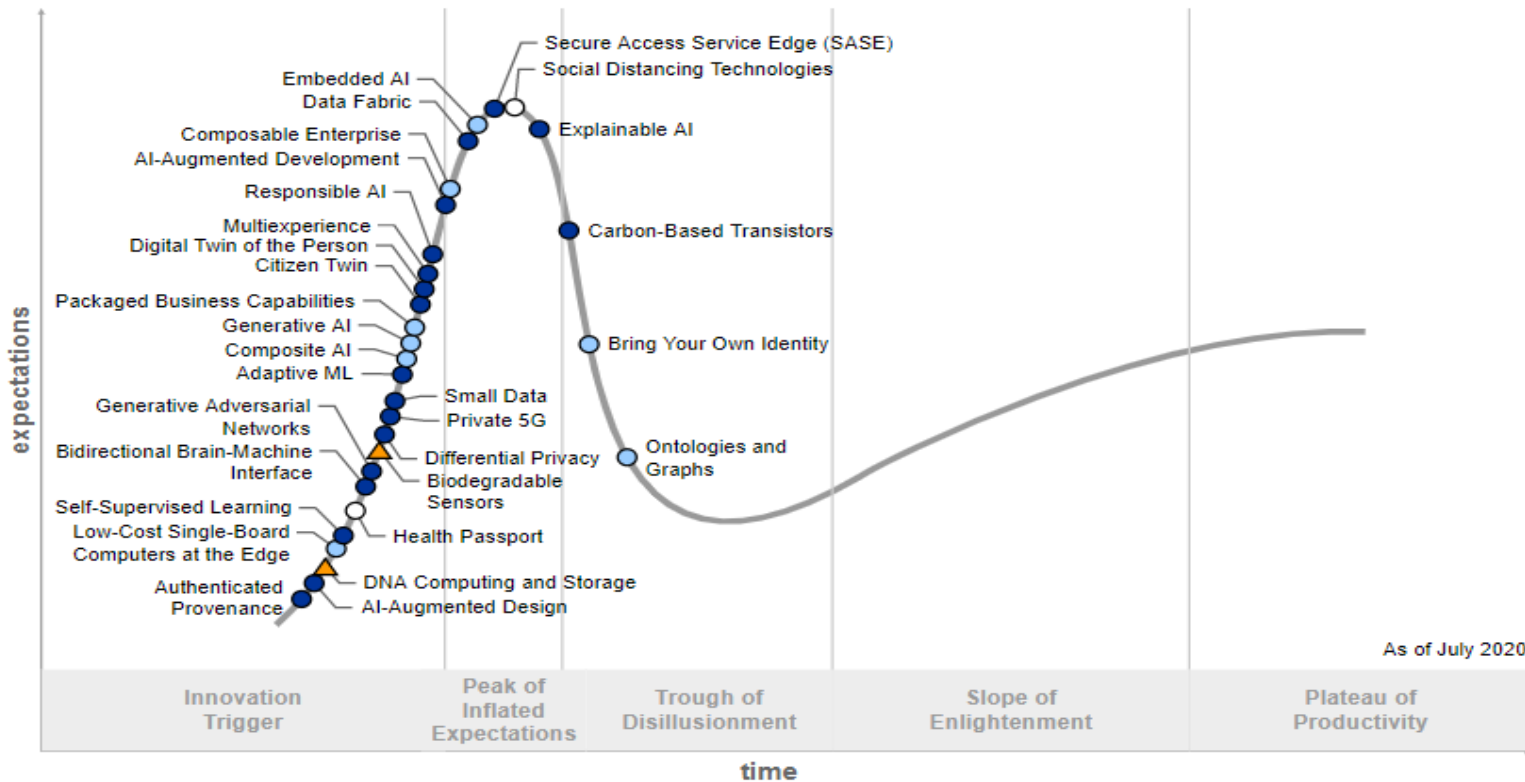 Secure Access Service Edge (SASE)
Social Distancing Technologies
Embedded AI
Data Fabric
Explainable AI
Composable Enterprise
AI-Augmented Development
Responsible AI
Multiexperience
Digital Twin of the Person
Citizen Twin
Carbon-Based Transistors
Packaged Business Capabilities
Generative AI
Composite AI
Adaptive ML
Bring Your Own Identity
Small Data
Private 5G
Generative Adversarial
Networks
Bidirectional Brain-Machine
Interface
Differential Privacy
Biodegradable
Sensors
Ontologies and
Graphs
Self-Supervised Learning
Low-Cost Single-Board
Computers at the Edge
Health Passport
Authenticated
Provenance
DNA Computing and Storage
AI-Augmented Design
expectations
As of July 2020
Innovation
Trigger
Peak of
Inflated
Expectations
Trough of
Disillusionment
Slope of
Enlightenment
Plateau of
Productivity
time